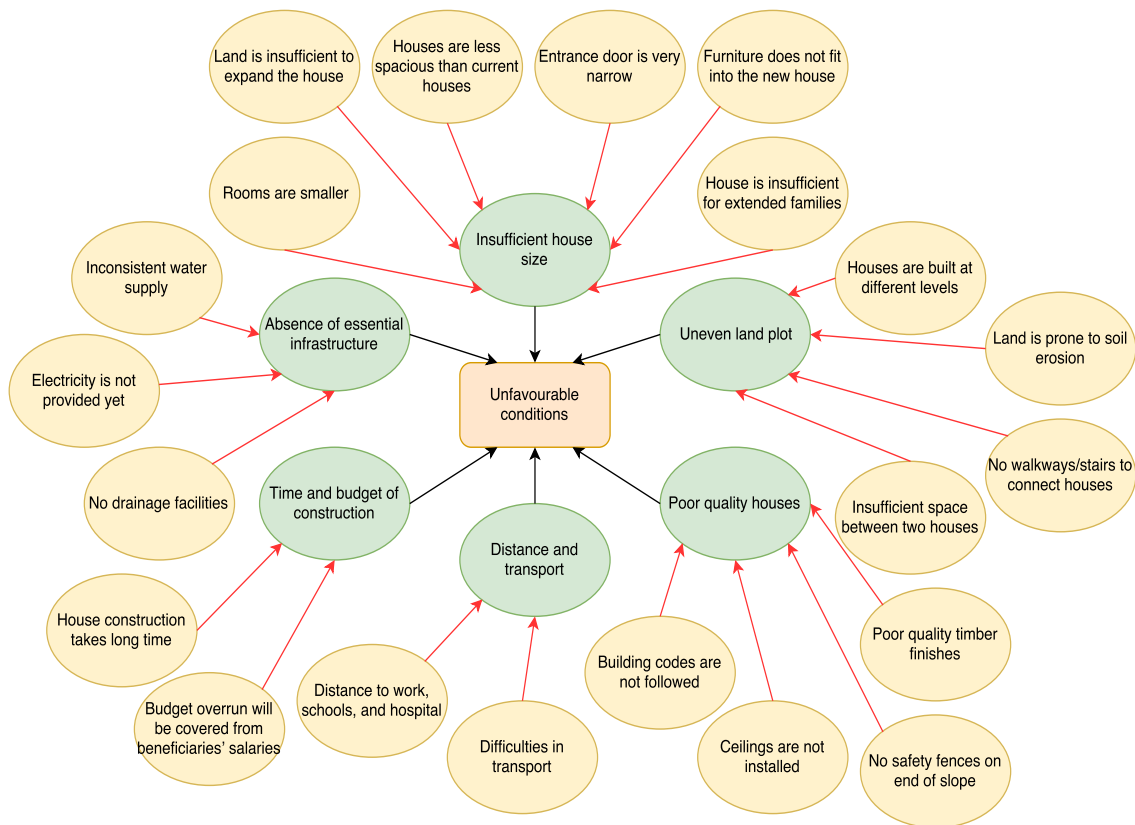 Land is insufficient to
expand the house
Houses are less
spacious than current
houses
Entrance door is very
narrow
Furniture does not fit
into the new house
Rooms are smaller
House is insufficient
for extended families
Insufficient house
size
Inconsistent water
supply
Houses are built at
different levels
Absence of essential
infrastructure
Uneven land plot
Land is prone to soil
erosion
Electricity is not
provided yet
Unfavourable
conditions
No drainage facilities
Time and budget of
construction
Poor quality houses
No walkways/stairs to
connect houses
Insufficient space
between two houses
Distance and
transport
House construction
takes long time
Poor quality timber
finishes
Building codes are
not followed
Distance to work,
schools, and hospital
Budget overrun will
be covered from
beneficiaries' salaries
Difficulties in
transport
Ceilings are not
installed
No safety fences on
end of slope